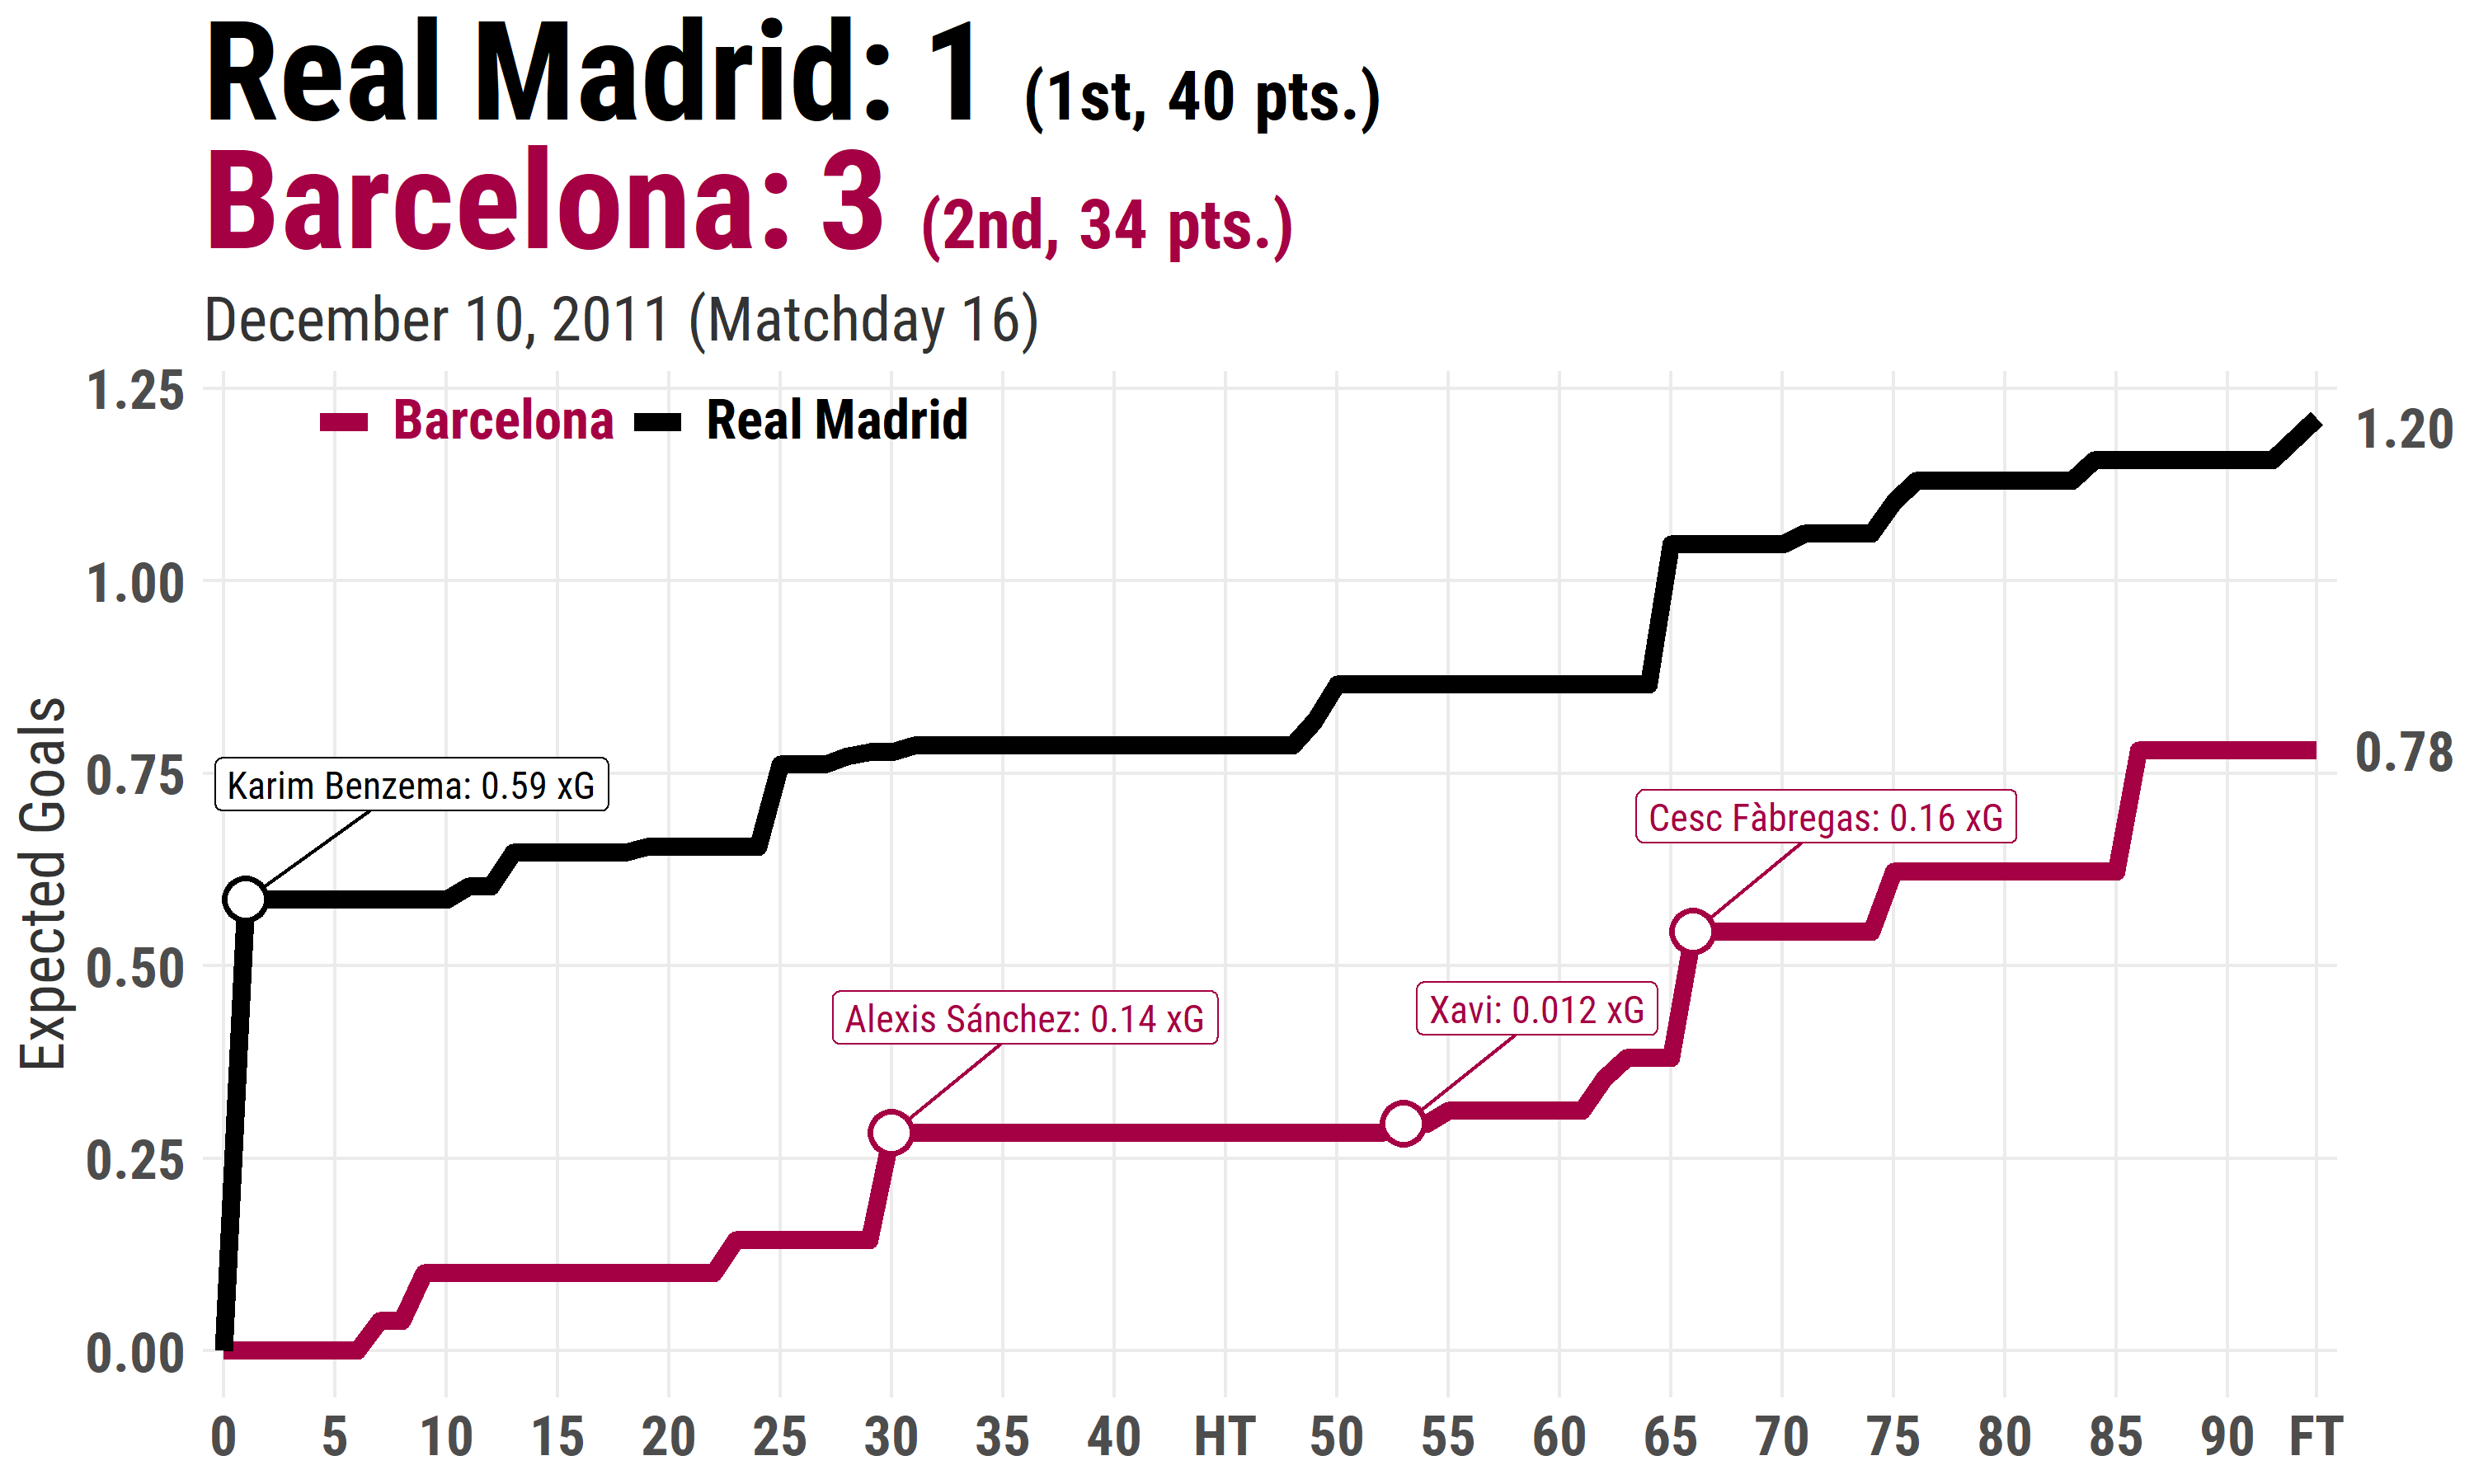 Real Madrid: 1 (1st, 40 pts.)
Barcelona: 3 (2nd, 34 pts.)
December 10, 2011 (Matchday 16)
Barcelona Real Madrid
Expected Goals
1.25
1.00
0.75
0.50
0.25
0.00
1.20
0.78
Karim Benzema: 0.59 xG
Cesc Fàbregas: 0.16 xG
Alexis Sánchez: 0.14 xG
Xavi: 0.012 xG
0 5 10 15 20 25 30 35 40 HT 50 55 60 65 70 75 80 85 90 FT